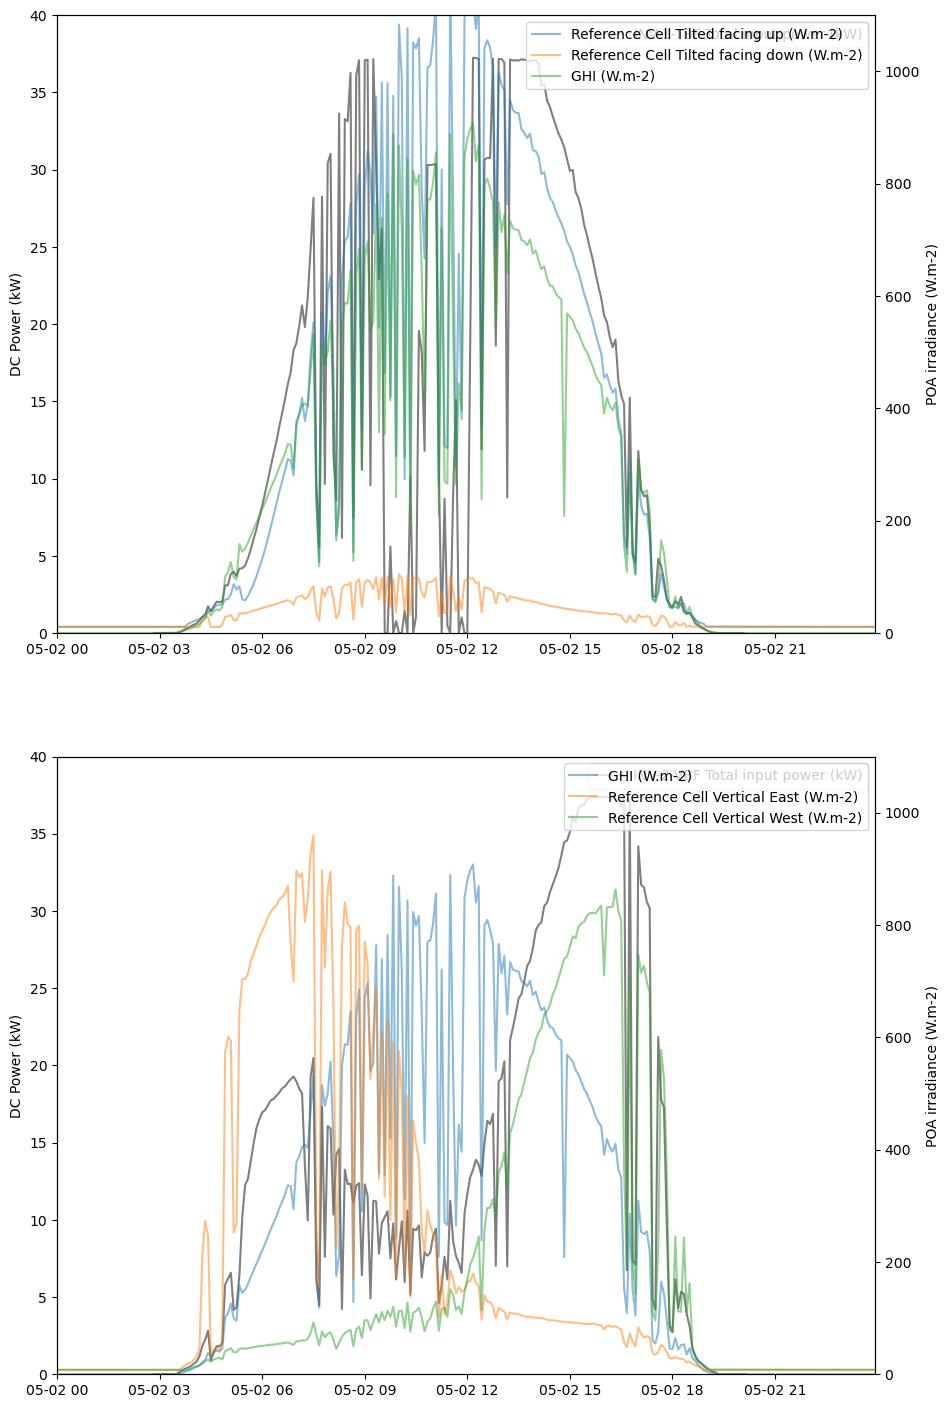 40
35
30
25
20
15
10
5
0
DC Power (kW)
Reference Cell Tilted facing up (W.m-2)
Reference Cell Tilted facing down (W.m-2)
GHI (W.m-2)
1000
800
600
400
200
0
POA irradiance (W.m-2)
05-02 00 05-02 03 05-02 06 05-02 09 05-02 12 05-02 15 05-02 18 05-02 21
40
35
30
25
20
15
10
5
0
DC Power (kW)
Total input power (kW)
GHI (W.m-2)
Reference Cell Vertical East (W.m-2)
Reference Cell Vertical West (W.m-2)
1000
800
600
400
200
0
POA irradiance (W.m-2)
05-02 00 05-02 03 05-02 06 05-02 09 05-02 12 05-02 15 05-02 18 05-02 21